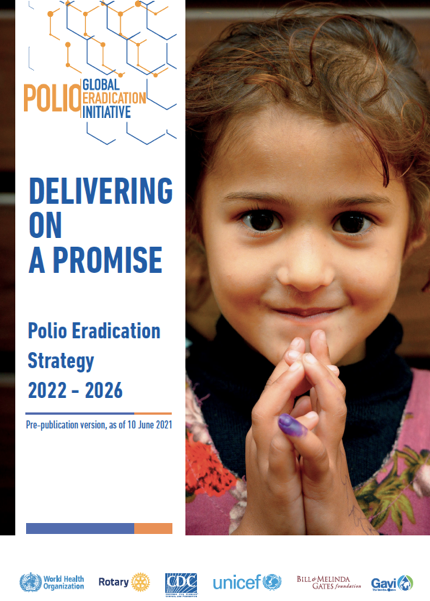 POLIO
GLOBAL
ERADICATION
INITIATIVE
DELIVERING
ON
A PROMISE
Polio Eradication
Strategy
2022 - 2026
Pre-publication version, as of 10 June 2021
World Health
Organization
Rotary
CDC
unicef
BILL & MELINDA
GATES foundation
Gavi